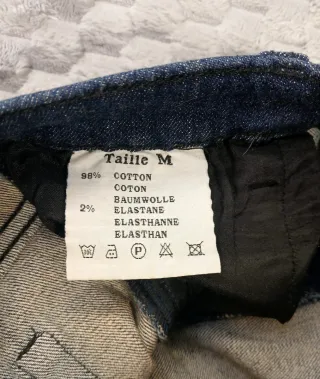 Taille M
98% COTTON
COTON
BAUMWOLLE
2% ELASTANE
ELASTHANNE
ELASTHAN
P